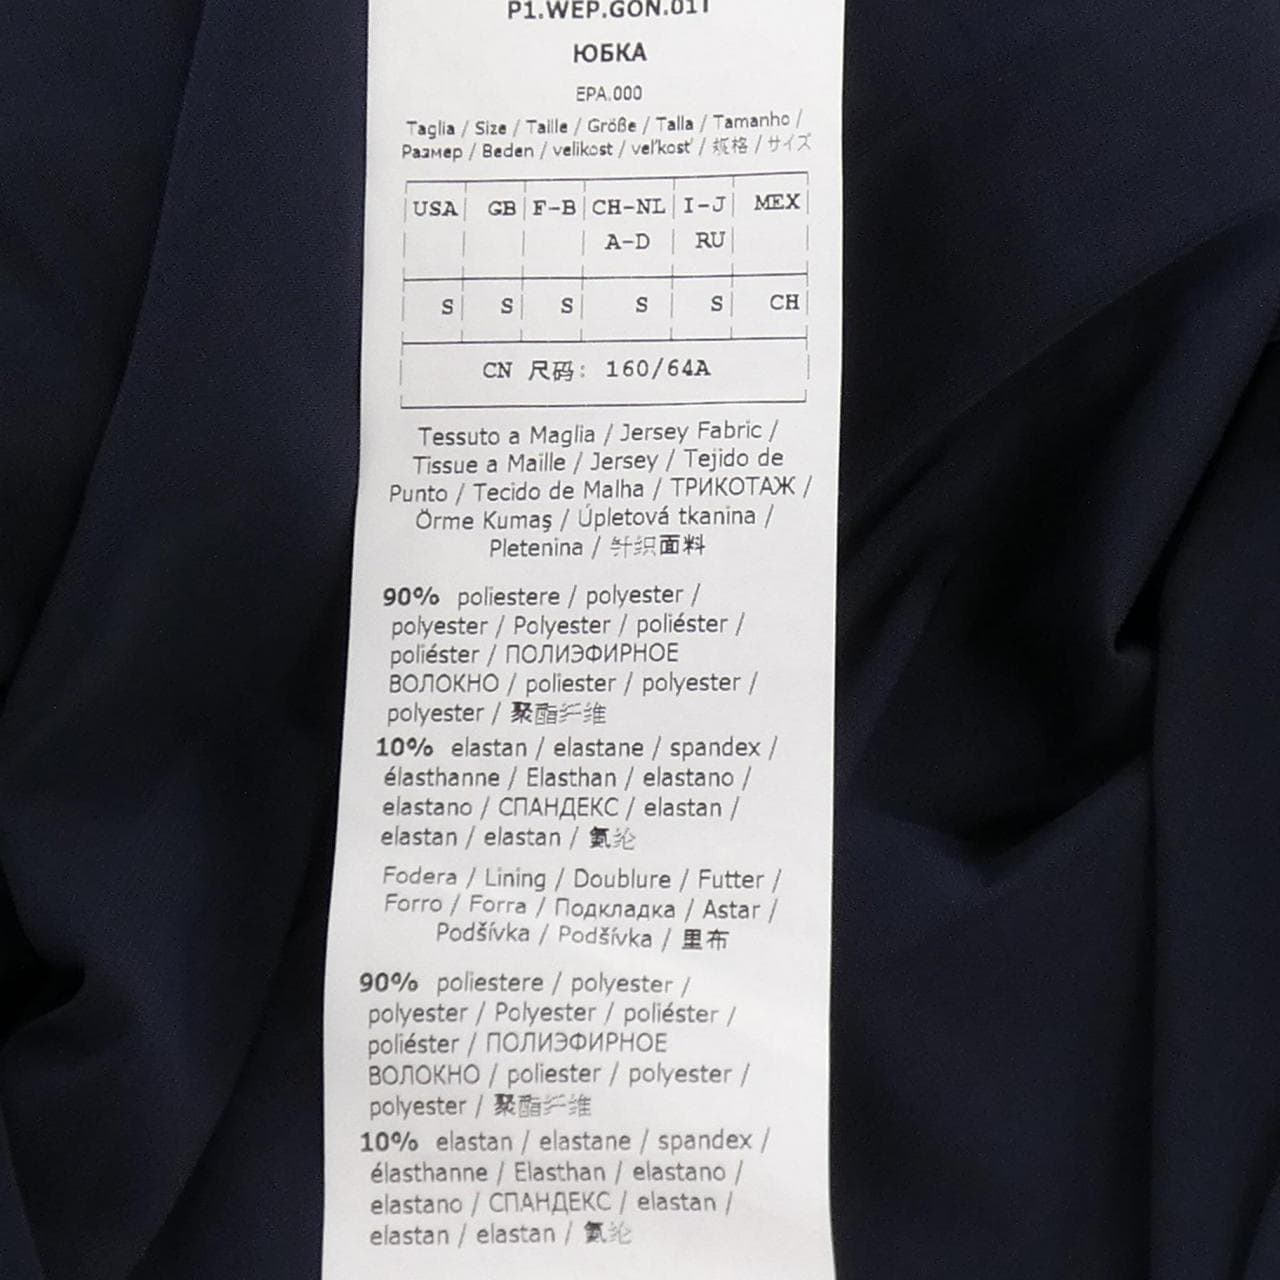 P1.WEP.GON.01T
ЮБКА
EPA.000
Taglia / Size / Taille / Größe / Talla / Tamanho /
Размер / Beden / velikost / veľkosť / 规格 / サイズ
USA GB F-B CH-NL I-J MEX
A-D RU
S S S S S CH
CN 尺码: 160/64A
Tessuto a Maglia / Jersey Fabric /
Tissue a Maille / Jersey / Tejido de
Punto / Tecido de Malha / ТРИКОТАЖ /
Örme Kumaş / Úpletová tkanina /
Pletenina / 针织面料
90% poliestere / polyester /
polyester / Polyester / poliéster /
poliéster / ПОЛИЭФИРНОЕ
ВОЛОКНО / poliester / polyester /
polyester / 聚酯纤维
10% elastan / elastane / spandex /
élasthanne / Elasthan / elastano /
elastano / СПАНДЕКС / elastan /
elastan / elastan / 氨纶
Fodera / Lining / Doublure / Futter /
Forro / Forra / Подкладка / Astar /
Podšívka / Podšívka / 里布
90% poliestere / polyester /
polyester / Polyester / poliéster /
poliéster / ПОЛИЭФИРНОЕ
ВОЛОКНО / poliester / polyester /
polyester / 聚酯纤维
10% elastan / elastane / spandex /
élasthanne / Elasthan / elastano /
elastano / СПАНДЕКС / elastan /
elastan / elastan / 氨纶